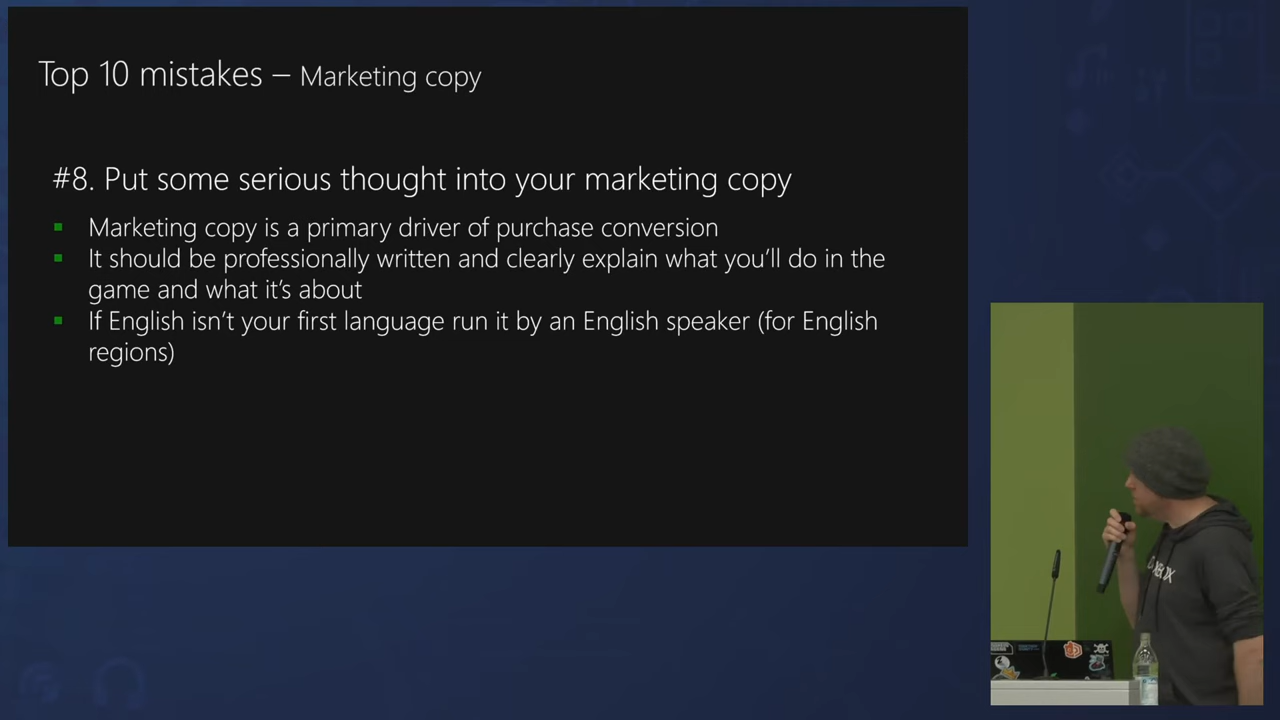 Top 10 mistakes – Marketing copy
#8. Put some serious thought into your marketing copy
Marketing copy is a primary driver of purchase conversion
It should be professionally written and clearly explain what you'll do in the
game and what it's about
If English isn't your first language run it by an English speaker (for English
regions)